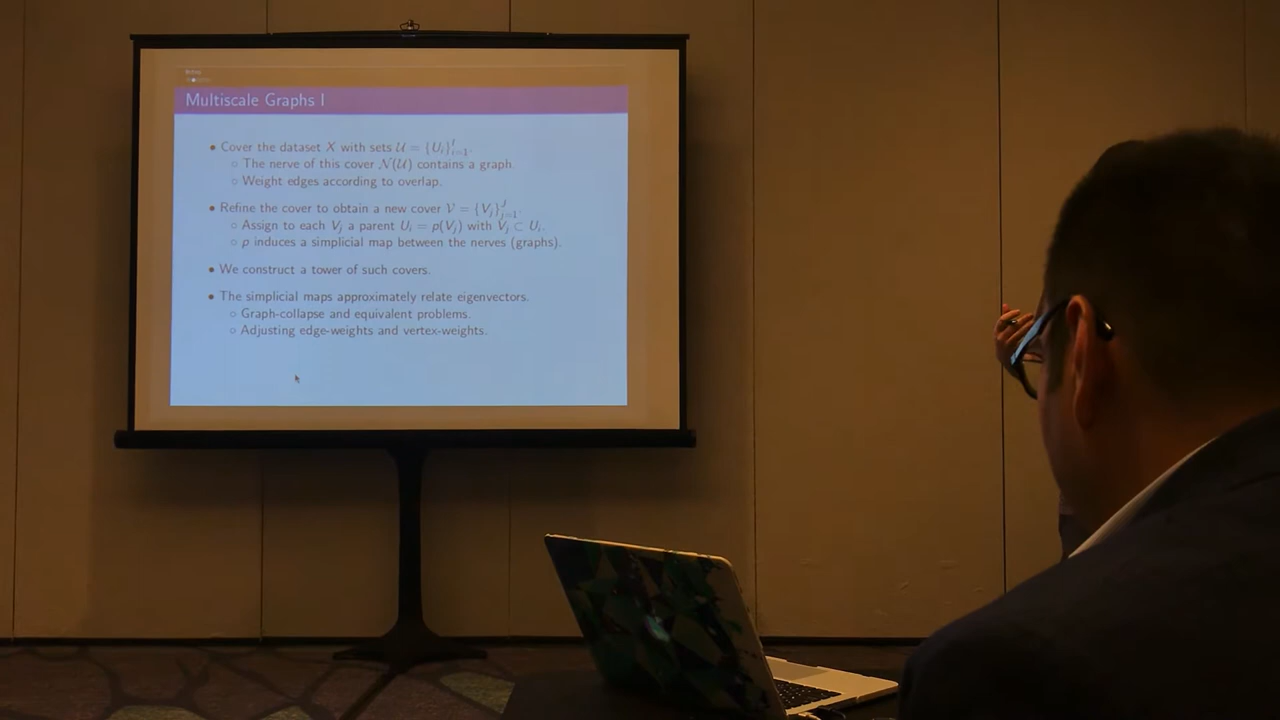 Intro
Multiscale Graphs I
• Cover the dataset X with sets 𝒰 = {U_i}_{i=1}^I.
○ The nerve of this cover 𝒩(𝒰) contains a graph
○ Weight edges according to overlap.
• Refine the cover to obtain a new cover 𝒱 = {V_j}_{j=1}^J.
○ Assign to each V_j a parent U_i = p(V_j) with V_j ⊂ U_i.
○ p induces a simplicial map between the nerves (graphs).
• We construct a tower of such covers.
• The simplicial maps approximately relate eigenvectors.
○ Graph-collapse and equivalent problems.
○ Adjusting edge-weights and vertex-weights.